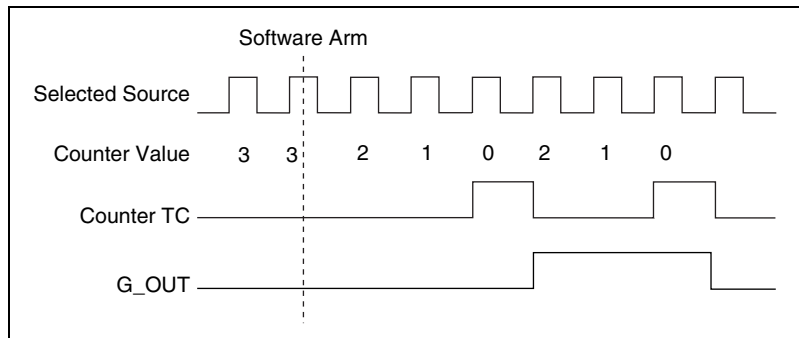 Software Arm
Selected Source
Counter Value 3 3 2 1 0 2 1 0
Counter TC
G_OUT